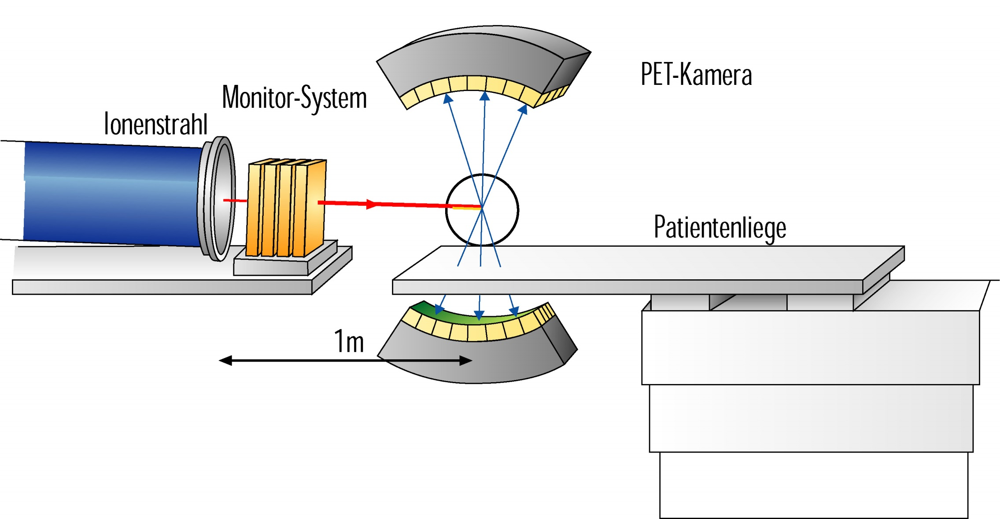 PET-Kamera
Monitor-System
Ionenstrahl
Patientenliege
1m